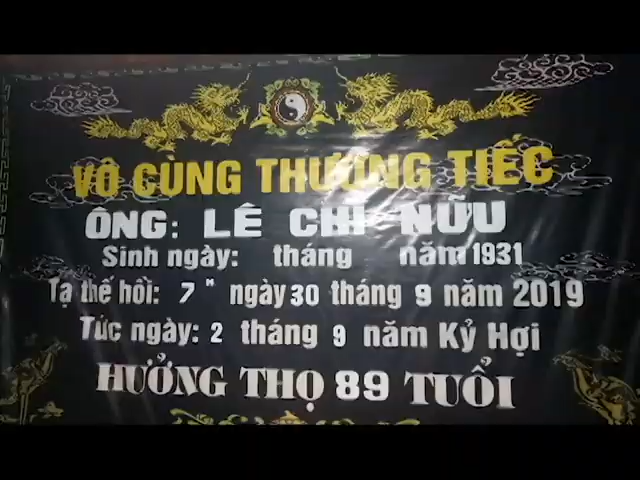 VÔ CÙNG THƯƠNG TIẾC
ÔNG: LÊ CHÍ NỮU
Sinh ngày: tháng năm 1931
Tạ thế hồi: 7 H ngày 30 tháng 9 năm 2019
Tức ngày: 2 tháng 9 năm Kỷ Hợi
HƯỞNG THỌ 89 TUỔI